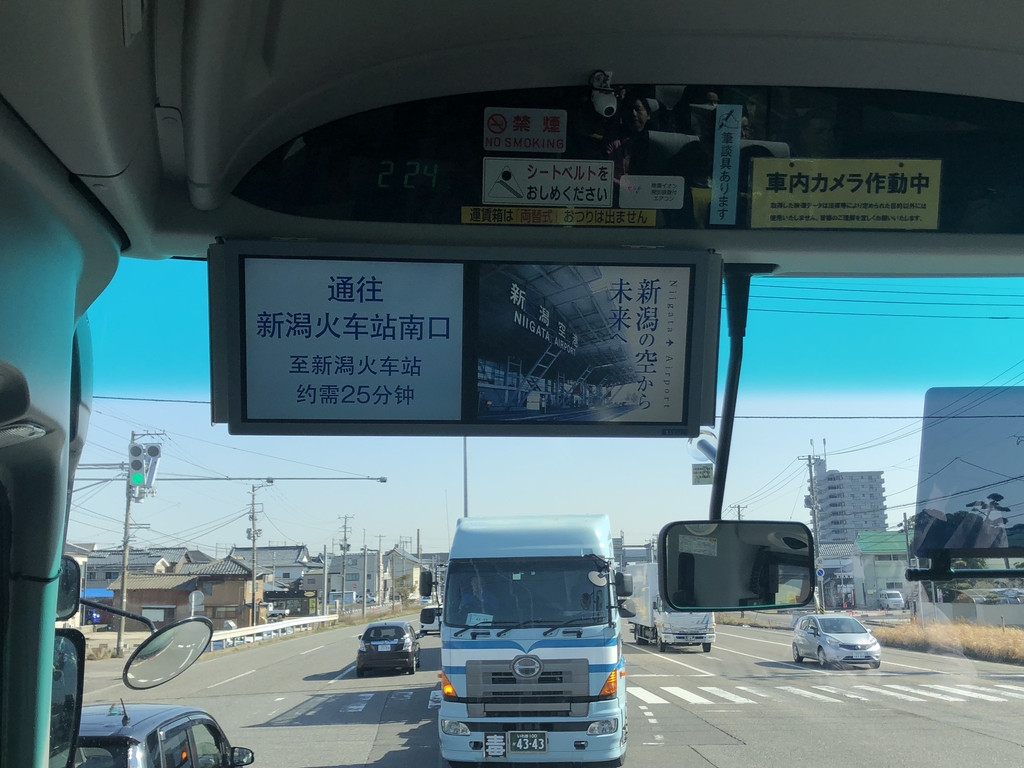 禁煙
NO SMOKING
2 24
シートベルトを
おしめください
運賃箱は 両替式 おつりは出ません
筆談具あります
車内カメラ作動中
通往
新潟火车站南口
至新潟火车站
约需25分钟
新潟空港
NIIGATA AIRPORT
新潟の空から
未来へ
Niigata → Airport
毒
43-43